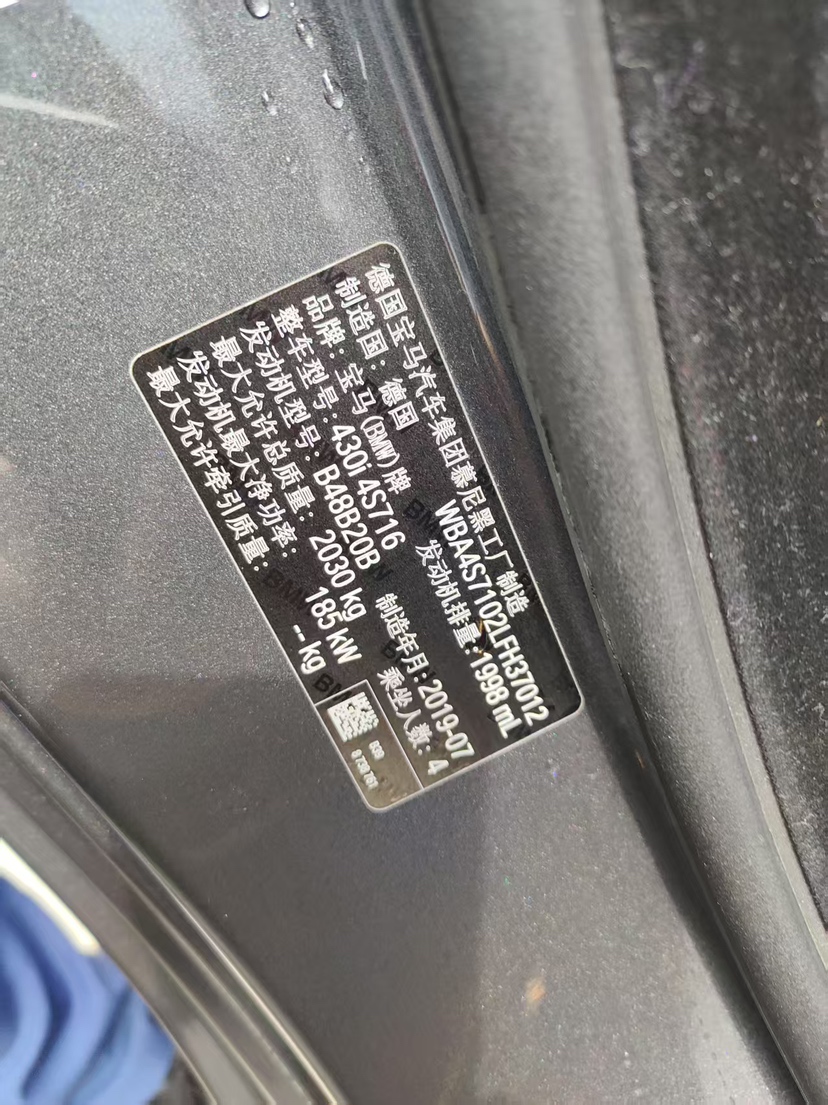 德国宝马汽车集团慕尼黑工厂制造
制造国：德国 WBA4S7102LFH37012
品牌：宝马(BMW)牌 发动机排量：1998 mL
整车型号：430i 4S716
发动机型号：B48B20B 制造年月：2019-07
最大允许总质量：2030 kg 乘坐人数：4
发动机最大净功率：185 kW
最大允许牵引质量：-- kg